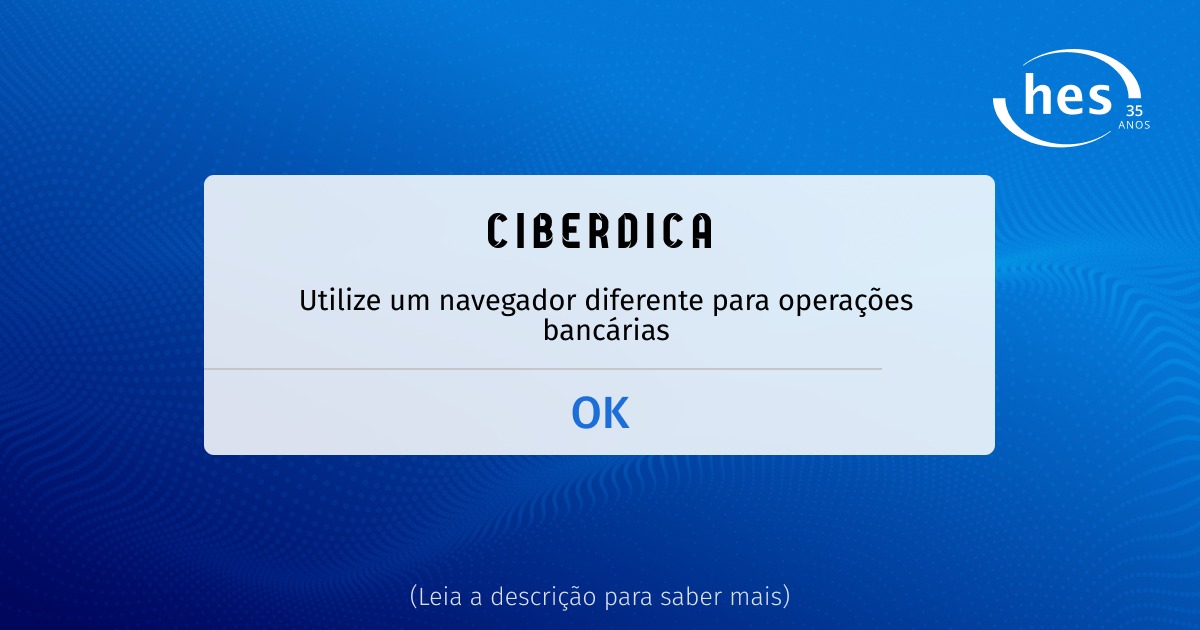 hes
35
ANOS
CIBERDICA
Utilize um navegador diferente para operações
bancárias
OK
(Leia a descrição para saber mais)